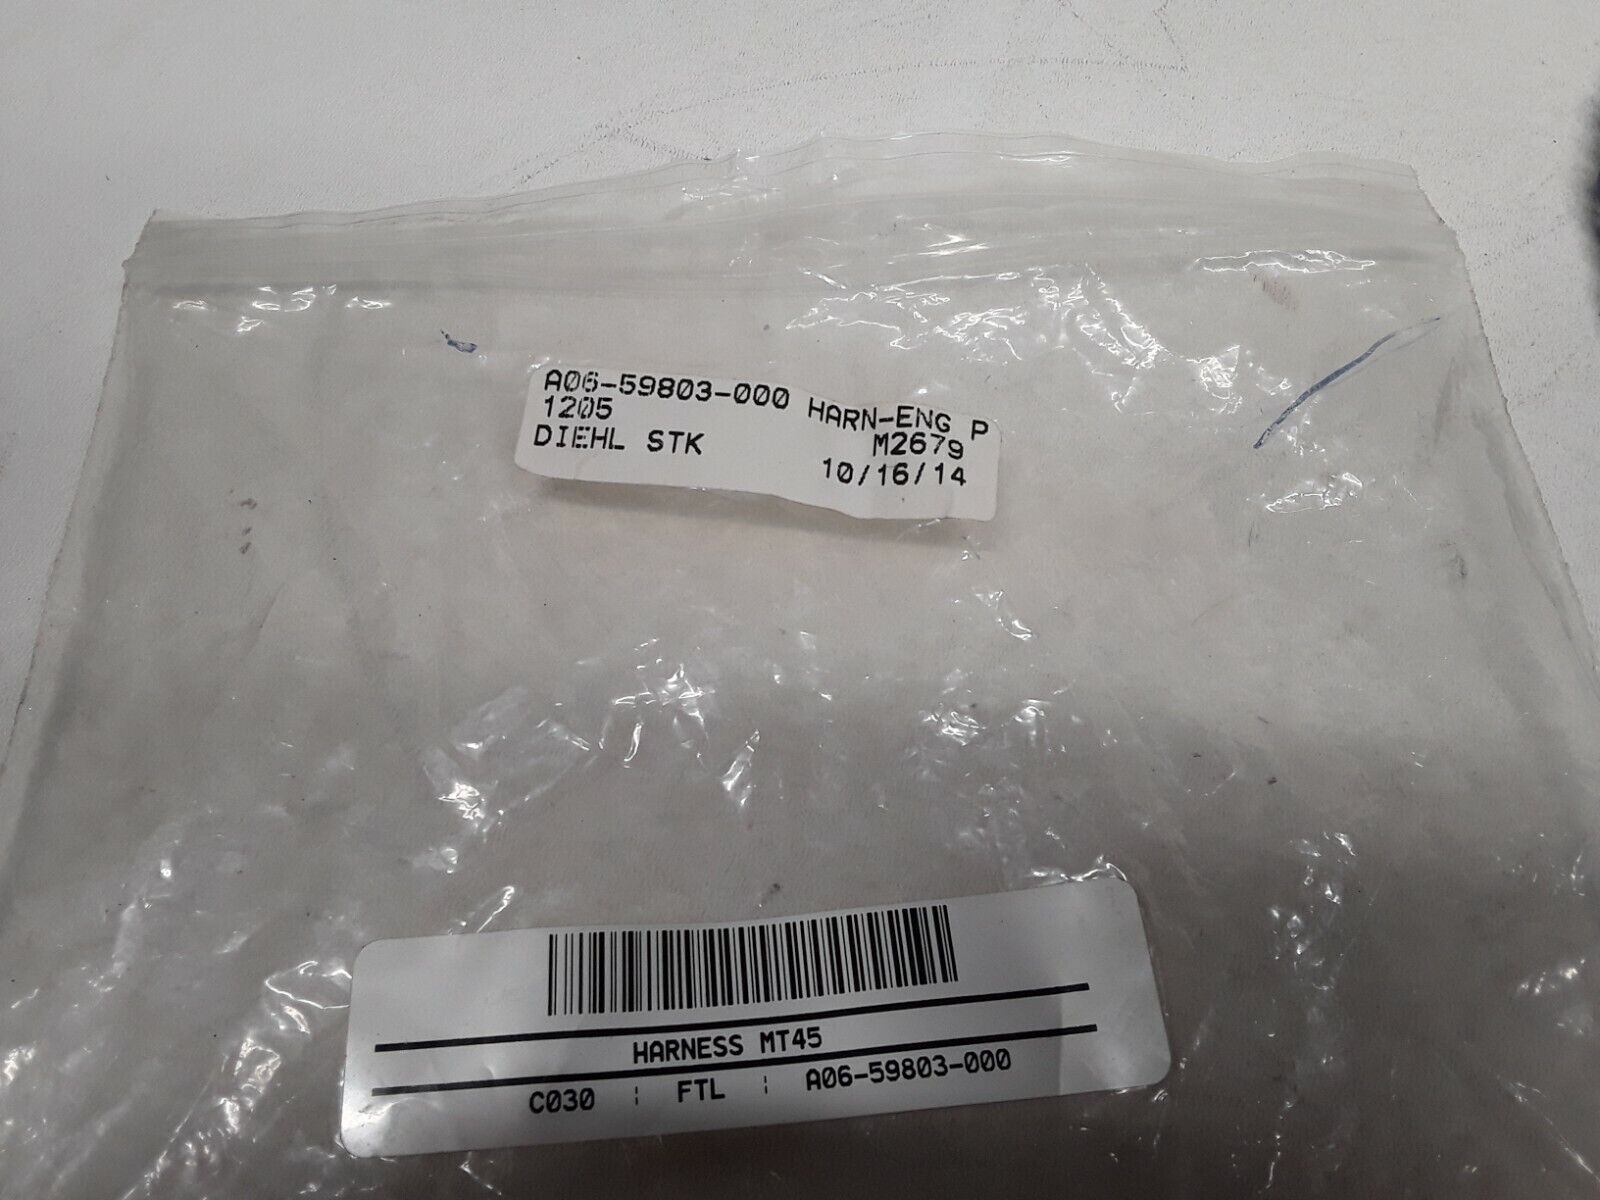 A06-59803-000 HARN-ENG P
1205 M2679
DIEHL STK 10/16/14
HARNESS MT45
C030 ¦ FTL ¦ A06-59803-000